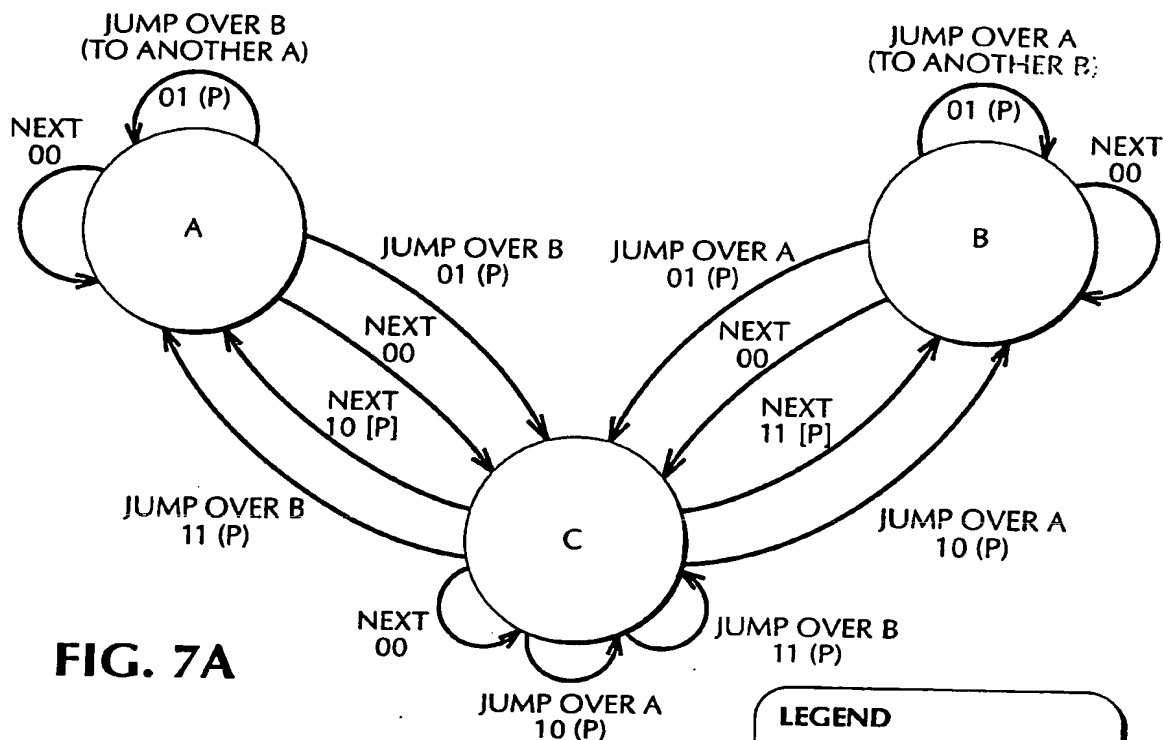 JUMP OVER B
(TO ANOTHER A)
01 (P)
NEXT
00
A
JUMP OVER A
(TO ANOTHER B)
01 (P)
NEXT
00
B
JUMP OVER B
01 (P)
JUMP OVER A
01 (P)
NEXT
00
NEXT
00
NEXT
10 [P]
NEXT
11 [P]
JUMP OVER B
11 (P)
C
JUMP OVER A
10 (P)
NEXT
00
JUMP OVER B
11 (P)
FIG. 7A
JUMP OVER A
10 (P)
LEGEND